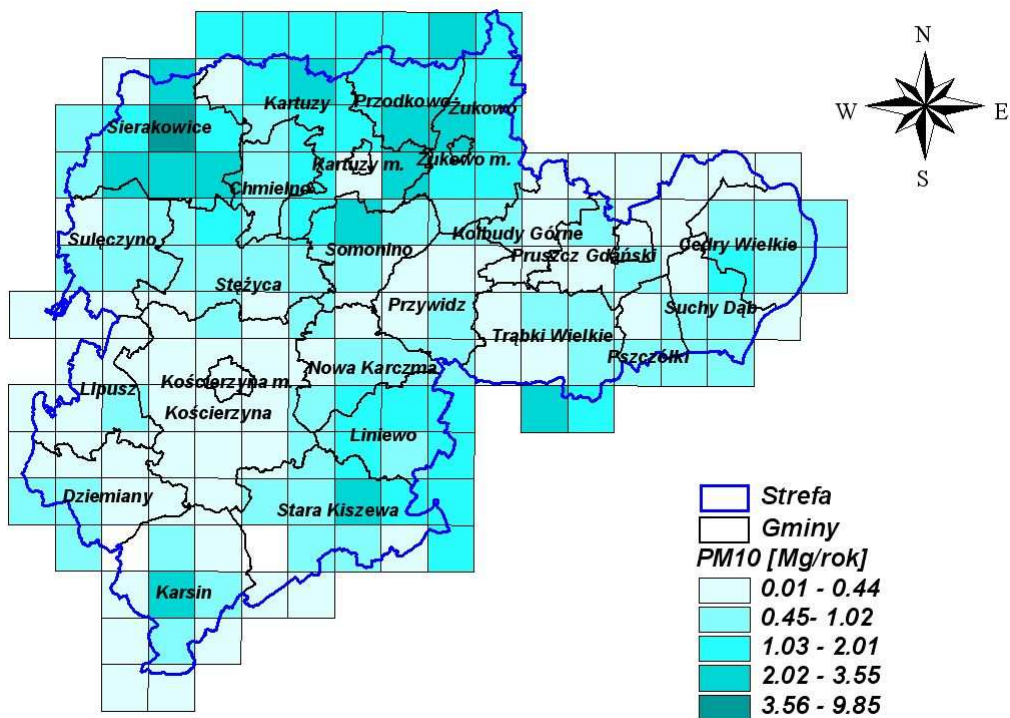 N
W E
S
Kartuzy
Przodkowo
Żukowo
Sierakowice
Kartuzy m.
Żukowo m.
Chmielno
Sulęczyno
Somonino
Kolbudy Górne
Pruszcz Gdański
Cedry Wielkie
Stężyca
Przywidz
Suchy Dąb
Trąbki Wielkie
Pszczółki
Nowa Karczma
Lipusz
Kościerzyna m.
Kościerzyna
Liniewo
Dziemiany
Stara Kiszewa
Karsin
Strefa
Gminy
PM10 [Mg/rok]
0.01 - 0.44
0.45- 1.02
1.03 - 2.01
2.02 - 3.55
3.56 - 9.85